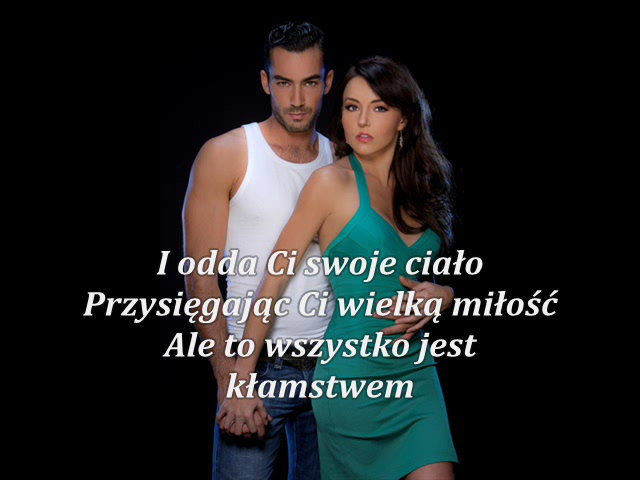 I odda Ci swoje ciało
Przysięgając Ci wielką miłość
Ale to wszystko jest
kłamstwem